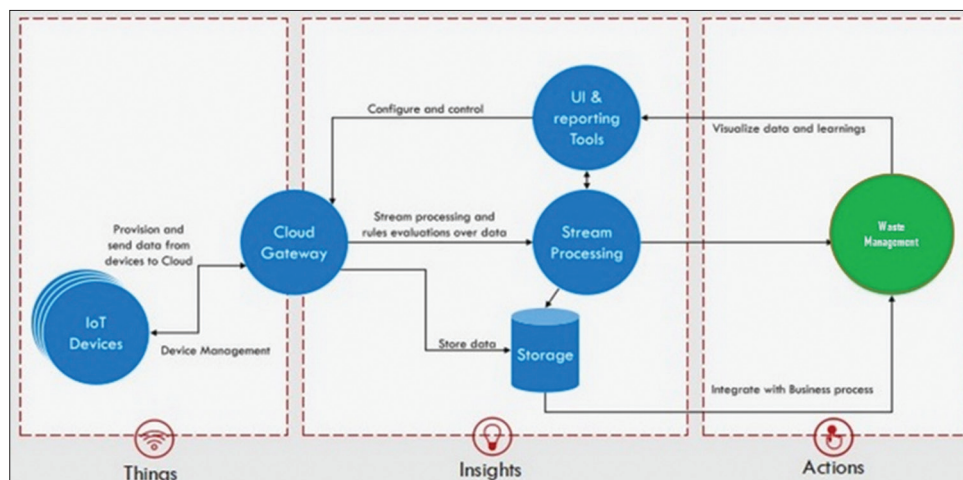 UI &
reporting
Tools
Configure and control
Visualize data and learnings
Provision and
send data from
devices to Cloud
Cloud
Gateway
Stream processing and
rules evaluations over data
Stream
Processing
Waste
Management
IoT
Devices
Device Management
Store data
Storage
Integrate with Business process
Things
Insights
Actions